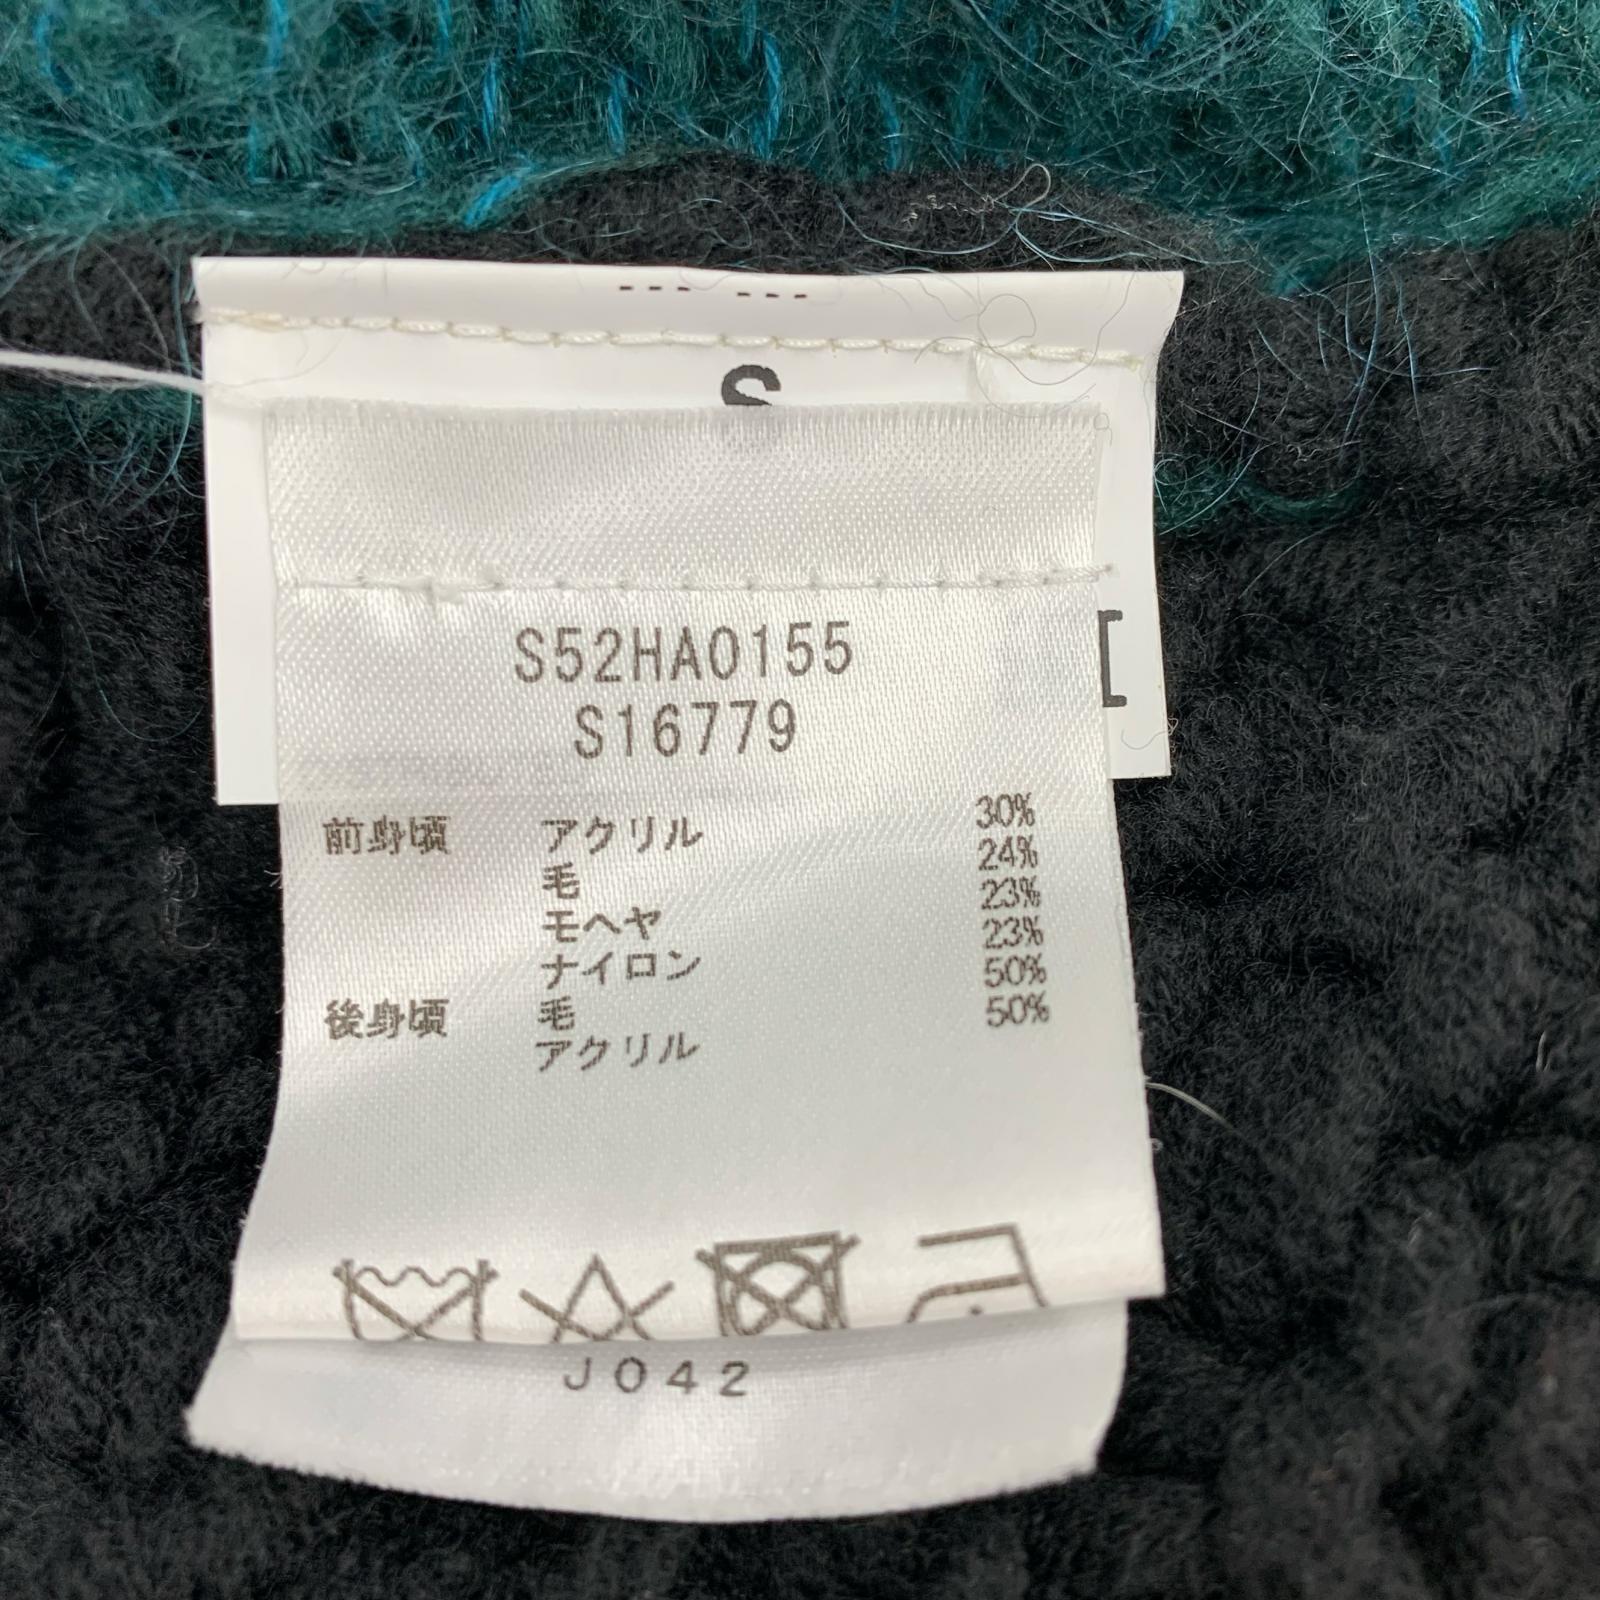 S
S52HA0155
S16779
前身頃 アクリル 30%
毛 24%
モヘヤ 23%
ナイロン 23%
後身頃 毛 50%
アクリル 50%
J042